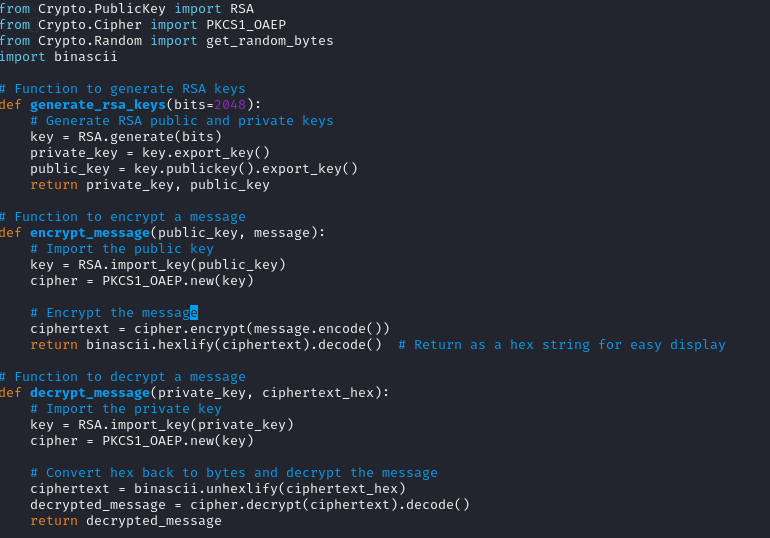 from Crypto.PublicKey import RSA
from Crypto.Cipher import PKCS1_OAEP
from Crypto.Random import get_random_bytes
import binascii

# Function to generate RSA keys
def generate_rsa_keys(bits=2048):
    # Generate RSA public and private keys
    key = RSA.generate(bits)
    private_key = key.export_key()
    public_key = key.publickey().export_key()
    return private_key, public_key

# Function to encrypt a message
def encrypt_message(public_key, message):
    # Import the public key
    key = RSA.import_key(public_key)
    cipher = PKCS1_OAEP.new(key)

    # Encrypt the message
    ciphertext = cipher.encrypt(message.encode())
    return binascii.hexlify(ciphertext).decode()  # Return as a hex string for easy display

# Function to decrypt a message
def decrypt_message(private_key, ciphertext_hex):
    # Import the private key
    key = RSA.import_key(private_key)
    cipher = PKCS1_OAEP.new(key)

    # Convert hex back to bytes and decrypt the message
    ciphertext = binascii.unhexlify(ciphertext_hex)
    decrypted_message = cipher.decrypt(ciphertext).decode()
    return decrypted_message